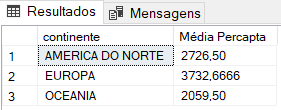 Resultados Mensagens
continente Média Percapta
1 AMERICA DO NORTE 2726,50
2 EUROPA 3732,6666
3 OCEANIA 2059,50